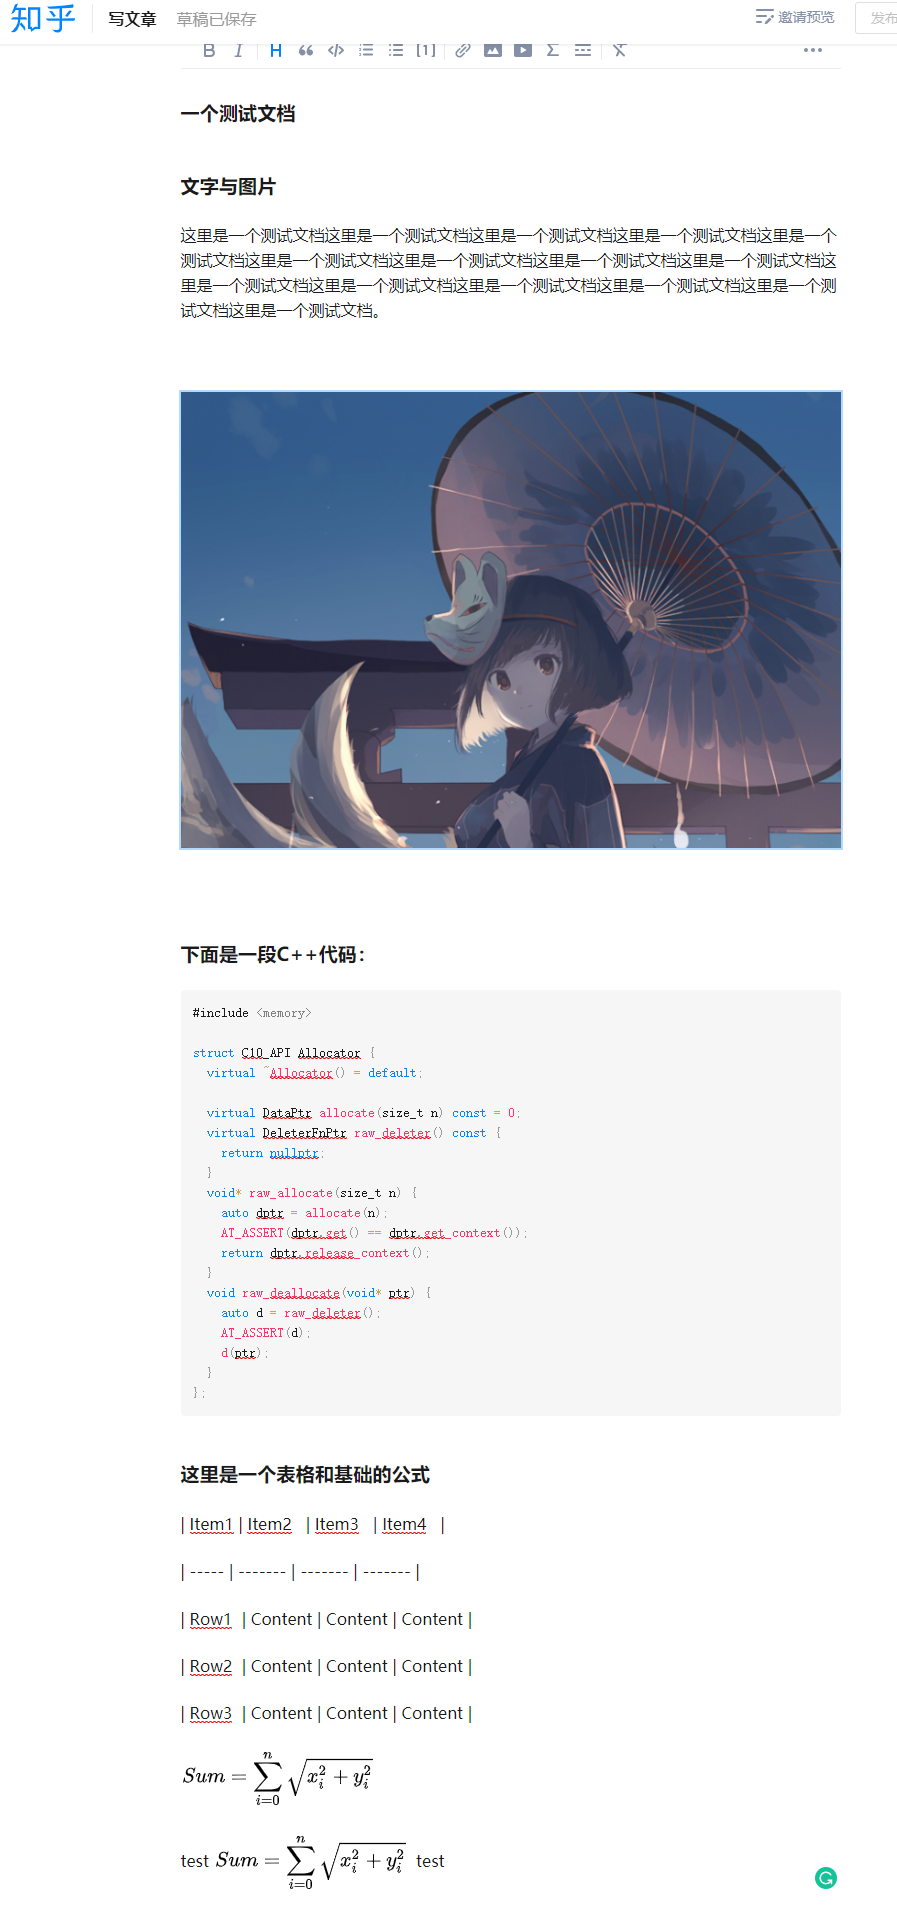 知乎 写文章 草稿已保存 邀请预览 发布
B I H </> [1] Σ
一个测试文档
文字与图片
这里是一个测试文档这里是一个测试文档这里是一个测试文档这里是一个测试文档这里是一个
测试文档这里是一个测试文档这里是一个测试文档这里是一个测试文档这里是一个测试文档这
里是一个测试文档这里是一个测试文档这里是一个测试文档这里是一个测试文档这里是一个测
试文档这里是一个测试文档。
下面是一段C++代码：
#include <memory>
struct C10_API Allocator {
  virtual ~Allocator() = default;
  virtual DataPtr allocate(size_t n) const = 0;
  virtual DeleterFnPtr raw_deleter() const {
    return nullptr;
  }
  void* raw_allocate(size_t n) {
    auto dptr = allocate(n);
    AT_ASSERT(dptr.get() == dptr.get_context());
    return dptr.release_context();
  }
  void raw_deallocate(void* ptr) {
    auto d = raw_deleter();
    AT_ASSERT(d);
    d(ptr);
  }
};
这里是一个表格和基础的公式
| Item1 | Item2   | Item3   | Item4   |
| ----- | ------- | ------- | ------- |
| Row1  | Content | Content | Content |
| Row2  | Content | Content | Content |
| Row3  | Content | Content | Content |
Sum = \sum_{i=0}^{n} \sqrt{x_i^2 + y_i^2}
test Sum = \sum_{i=0}^{n} \sqrt{x_i^2 + y_i^2} test